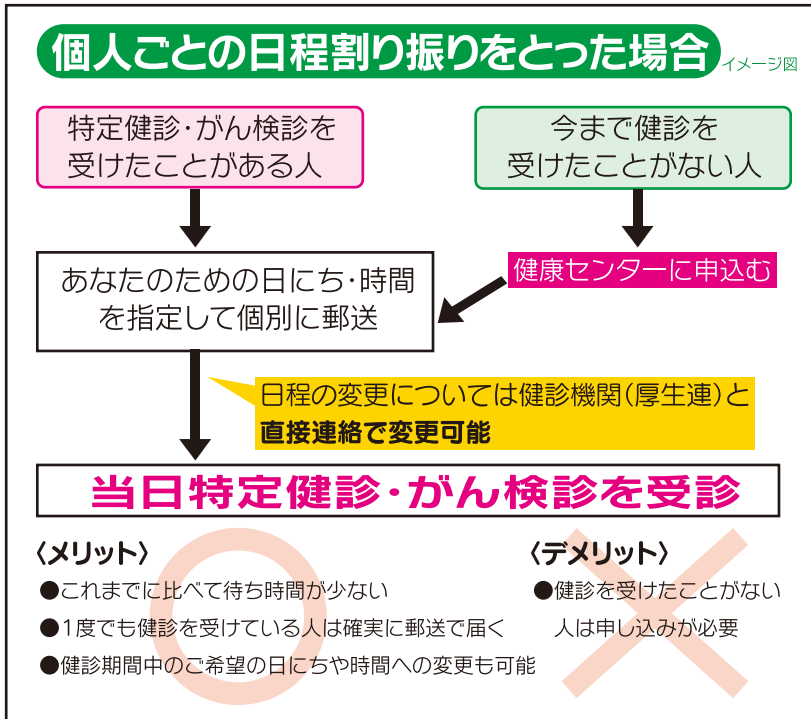 個人ごとの日程割り振りをとった場合
イメージ図
特定健診・がん検診を
受けたことがある人
今まで健診を
受けたことがない人
健康センターに申込む
あなたのための日にち・時間
を指定して個別に郵送
日程の変更については健診機関(厚生連)と
直接連絡で変更可能
当日特定健診・がん検診を受診
〈メリット〉
●これまでに比べて待ち時間が少ない
●1度でも健診を受けている人は確実に郵送で届く
●健診期間中のご希望の日にちや時間への変更も可能
〈デメリット〉
●健診を受けたことがない
人は申し込みが必要